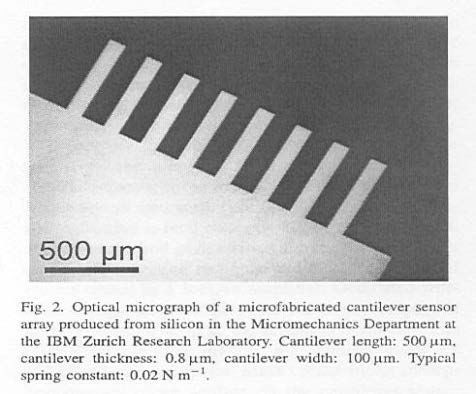 500 µm
Fig. 2. Optical micrograph of a microfabricated cantilever sensor
array produced from silicon in the Micromechanics Department at
the IBM Zurich Research Laboratory. Cantilever length: 500 µm,
cantilever thickness: 0.8 µm, cantilever width: 100 µm. Typical
spring constant: 0.02 N m⁻¹.